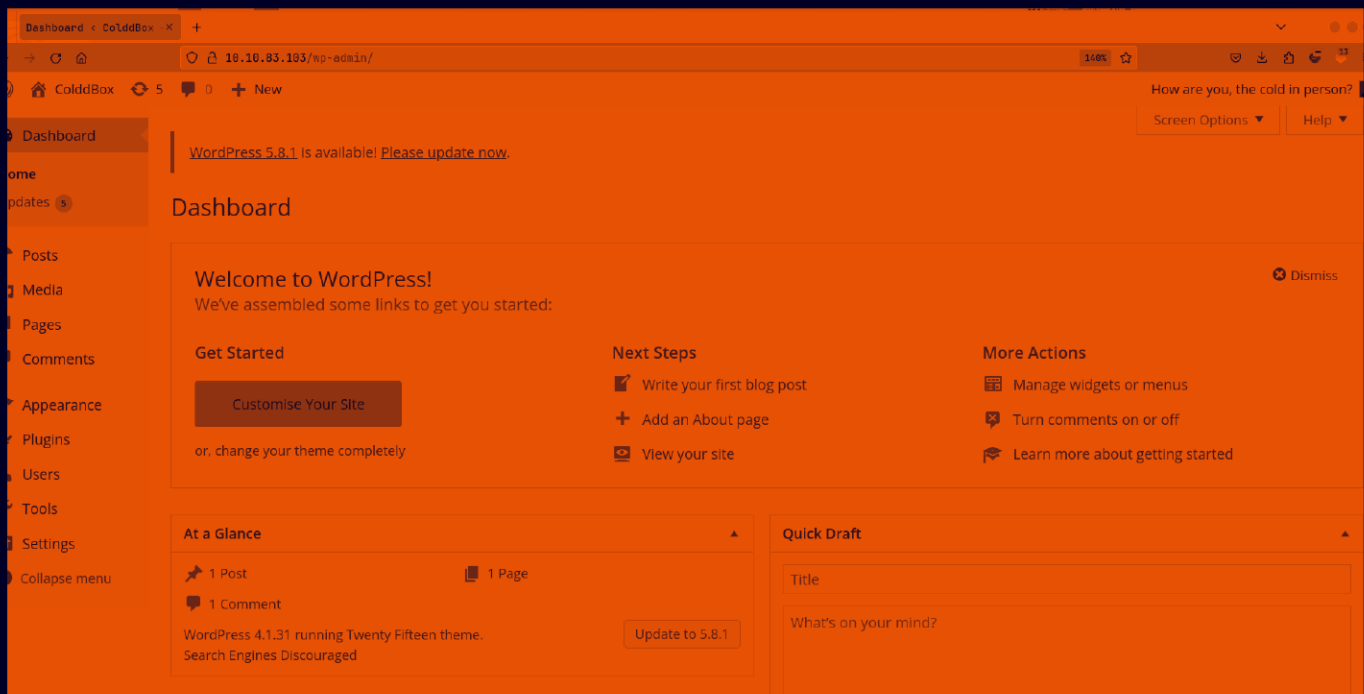 Dashboard < ColddBox
10.10.83.103/wp-admin/
140%
53
ColddBox 5 0 New
How are you, the cold in person?
Screen Options
Help
Dashboard
WordPress 5.8.1 is available! Please update now.
ome
pdates 5
Dashboard
Posts
Media
Pages
Comments
Appearance
Plugins
Users
Tools
Settings
Collapse menu
Welcome to WordPress!
Dismiss
We've assembled some links to get you started:
Get Started
Customise Your Site
or, change your theme completely
Next Steps
Write your first blog post
Add an About page
View your site
More Actions
Manage widgets or menus
Turn comments on or off
Learn more about getting started
At a Glance
1 Post
1 Page
1 Comment
WordPress 4.1.31 running Twenty Fifteen theme.
Update to 5.8.1
Search Engines Discouraged
Quick Draft
Title
What's on your mind?